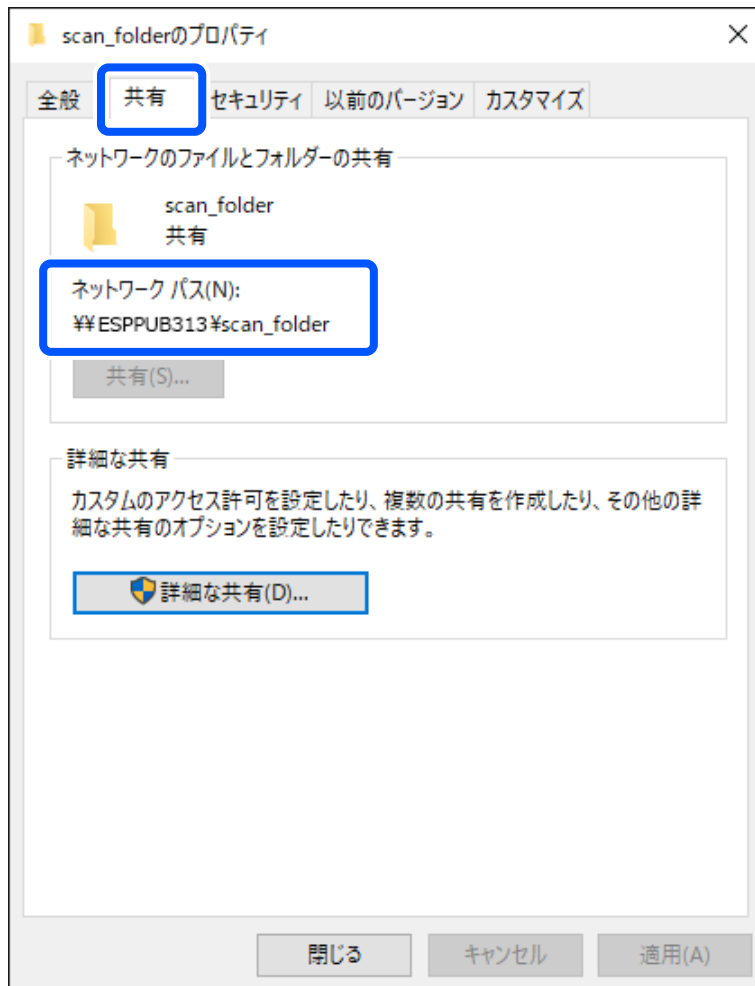 scan_folderのプロパティ
全般
共有
セキュリティ
以前のバージョン
カスタマイズ
ネットワークのファイルとフォルダーの共有
scan_folder
共有
ネットワーク パス(N):
¥¥ESPPUB313¥scan_folder
共有(S)...
詳細な共有
カスタムのアクセス許可を設定したり、複数の共有を作成したり、その他の詳
細な共有のオプションを設定したりできます。
詳細な共有(D)...
閉じる
キャンセル
適用(A)